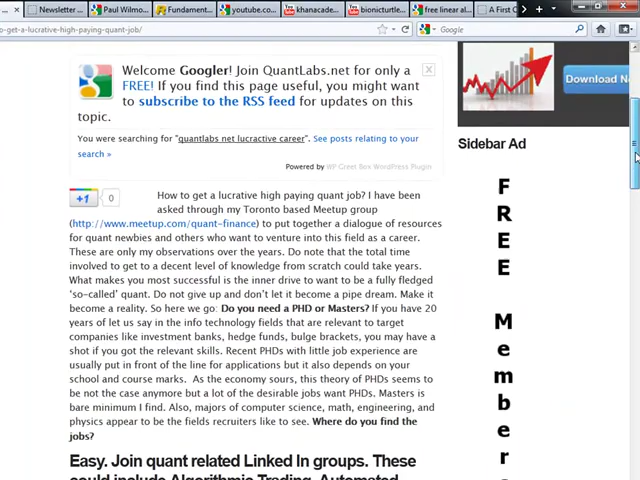 Newsletter ...
Paul Wilmo...
Fundament...
youtube.co...
khanacade...
bionicturtle...
free linear al...
A First C
o-get-a-lucrative-high-paying-quant-job/
Google
Welcome Googler! Join QuantLabs.net for only a
FREE! If you find this page useful, you might want
to subscribe to the RSS feed for updates on this
topic.
You were searching for "quantlabs net lucractive career". See posts relating to your
search »
Powered by WP Greet Box WordPress Plugin
Download N
Sidebar Ad
+1
0
How to get a lucrative high paying quant job? I have been
asked through my Toronto based Meetup group
(http://www.meetup.com/quant-finance) to put together a dialogue of resources
for quant newbies and others who want to venture into this field as a career.
These are only my observations over the years. Do note that the total time
involved to get to a decent level of knowledge from scratch could take years.
What makes you most successful is the inner drive to want to be a fully fledged
'so-called' quant. Do not give up and don't let it become a pipe dream. Make it
become a reality. So here we go: Do you need a PHD or Masters? If you have 20
years of let us say in the info technology fields that are relevant to target
companies like investment banks, hedge funds, bulge brackets, you may have a
shot if you got the relevant skills. Recent PHDs with little job experience are
usually put in front of the line for applications but it also depends on your
school and course marks. As the economy sours, this theory of PHDs seems to
be not the case anymore but a lot of the desirable jobs want PHDs. Masters is
bare minimum I find. Also, majors of computer science, math, engineering, and
physics appear to be the fields recruiters like to see. Where do you find the
jobs?
Easy. Join quant related Linked In groups. These
could include Algorithmic Trading, Automated
F
R
E
E
M
e
m
b
e
r